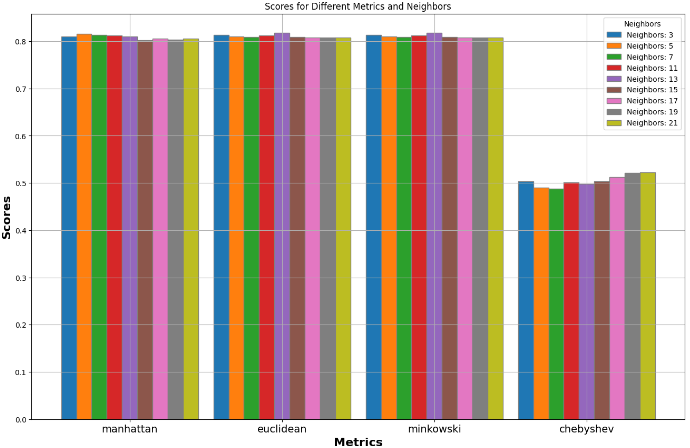 Scores for Different Metrics and Neighbors
Neighbors
Neighbors: 3
Neighbors: 5
Neighbors: 7
Neighbors: 11
Neighbors: 13
Neighbors: 15
Neighbors: 17
Neighbors: 19
Neighbors: 21
Scores
0.8
0.7
0.6
0.5
0.4
0.3
0.2
0.1
0.0
manhattan
euclidean
minkowski
chebyshev
Metrics